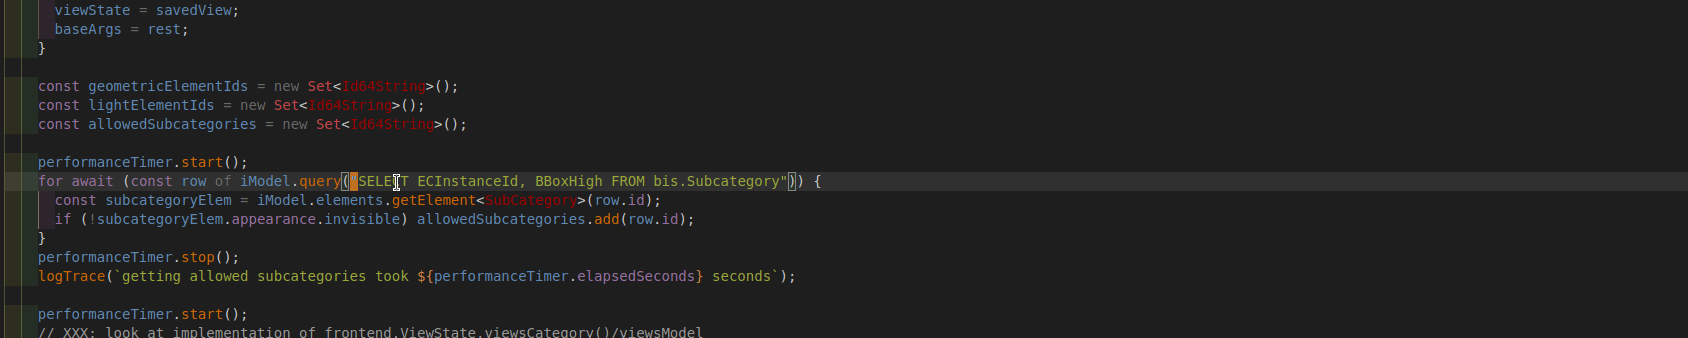 viewState = savedView;
baseArgs = rest;
}
const geometricElementIds = new Set<Id64String>();
const lightElementIds = new Set<Id64String>();
const allowedSubcategories = new Set<Id64String>();
performanceTimer.start();
for await (const row of iModel.query("SELECT ECInstanceId, BBoxHigh FROM bis.Subcategory")) {
const subcategoryElem = iModel.elements.getElement<SubCategory>(row.id);
if (!subcategoryElem.appearance.invisible) allowedSubcategories.add(row.id);
}
performanceTimer.stop();
logTrace(`getting allowed subcategories took ${performanceTimer.elapsedSeconds} seconds`);
performanceTimer.start();
// XXX: look at implementation of frontend.ViewState.viewsCategory()/viewsModel